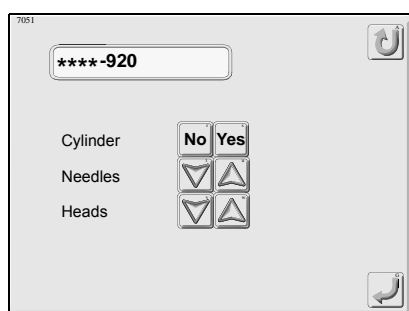 7051
****-920
Cylinder No Yes
Needles
Heads